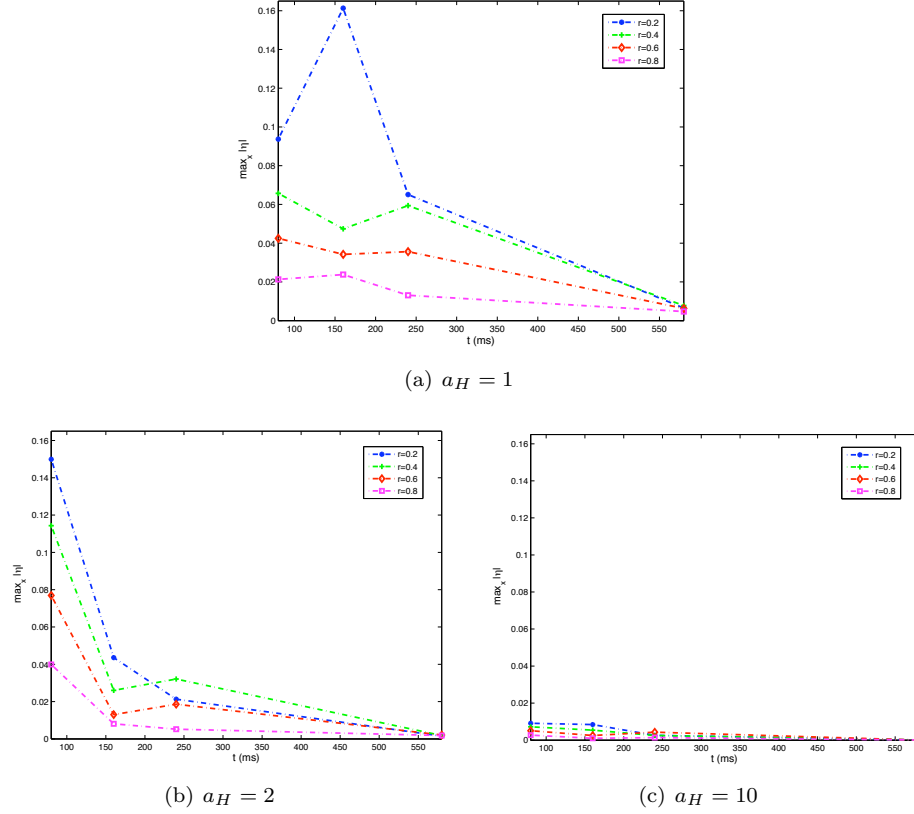 0.16
0.14
0.12
0.1
0.08
0.06
0.04
0.02
0
max_x |η|
r=0.2
r=0.4
r=0.6
r=0.8
100 150 200 250 300 350 400 450 500 550
t (ms)
(a) a_H = 1
0.16
0.14
0.12
0.1
0.08
0.06
0.04
0.02
0
max_x |η|
r=0.2
r=0.4
r=0.6
r=0.8
100 150 200 250 300 350 400 450 500 550
t (ms)
(b) a_H = 2
0.16
0.14
0.12
0.1
0.08
0.06
0.04
0.02
0
max_x |η|
r=0.2
r=0.4
r=0.6
r=0.8
100 150 200 250 300 350 400 450 500 550
t (ms)
(c) a_H = 10